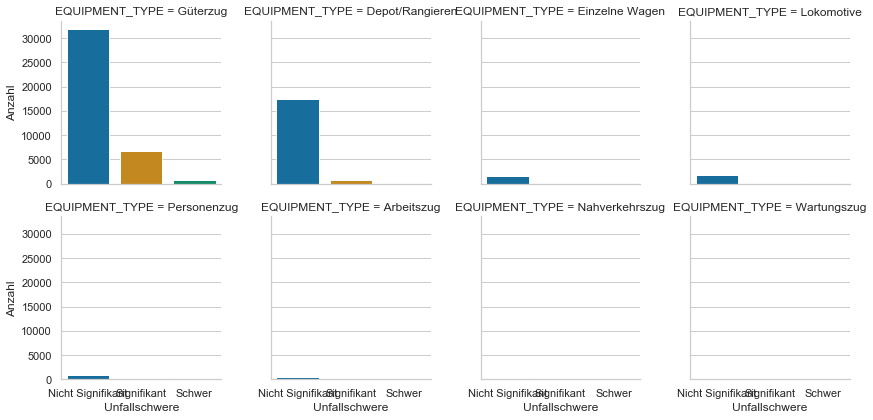 EQUIPMENT_TYPE = Güterzug
EQUIPMENT_TYPE = Depot/Rangieren
EQUIPMENT_TYPE = Einzelne Wagen
EQUIPMENT_TYPE = Lokomotive
30000
25000
20000
15000
10000
5000
0
Anzahl
EQUIPMENT_TYPE = Personenzug
EQUIPMENT_TYPE = Arbeitszug
EQUIPMENT_TYPE = Nahverkehrszug
EQUIPMENT_TYPE = Wartungszug
30000
25000
20000
15000
10000
5000
0
Anzahl
Nicht Signifikant Signifikant Schwer
Nicht Signifikant Signifikant Schwer
Nicht Signifikant Signifikant Schwer
Nicht Signifikant Signifikant Schwer
Unfallschwere
Unfallschwere
Unfallschwere
Unfallschwere